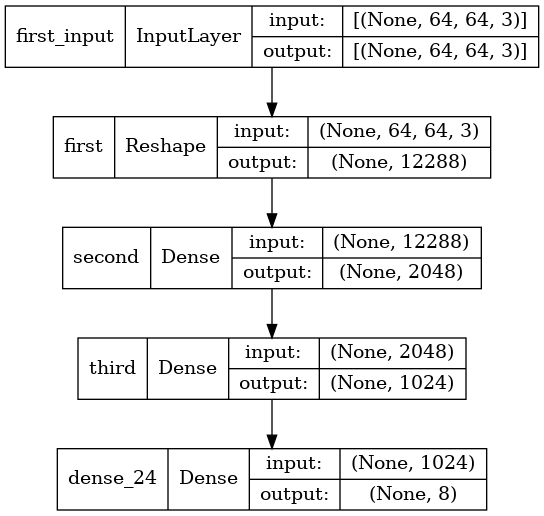 first_input InputLayer input: [(None, 64, 64, 3)]
output: [(None, 64, 64, 3)]
first Reshape input: (None, 64, 64, 3)
output: (None, 12288)
second Dense input: (None, 12288)
output: (None, 2048)
third Dense input: (None, 2048)
output: (None, 1024)
dense_24 Dense input: (None, 1024)
output: (None, 8)